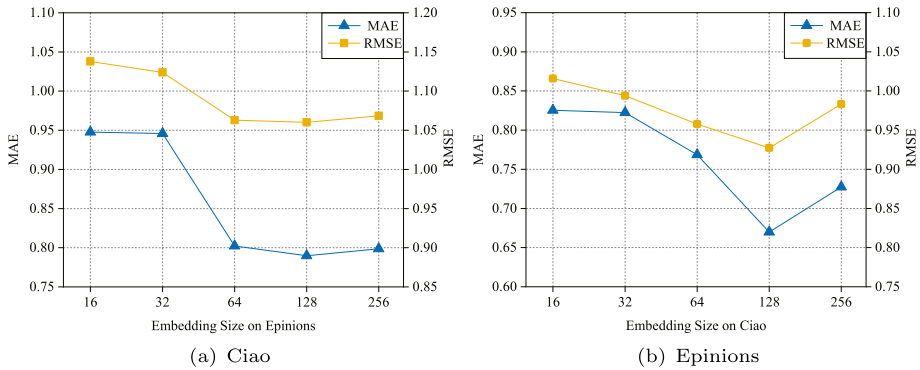 1.10
1.05
1.00
0.95
0.90
0.85
0.80
0.75
MAE
1.20
1.15
1.10
1.05
1.00
0.95
0.90
0.85
RMSE
MAE
RMSE
16 32 64 128 256
Embedding Size on Epinions
(a) Ciao
0.95
0.90
0.85
0.80
0.75
0.70
0.65
0.60
MAE
1.10
1.05
1.00
0.95
0.90
0.85
0.80
RMSE
MAE
RMSE
16 32 64 128 256
Embedding Size on Ciao
(b) Epinions